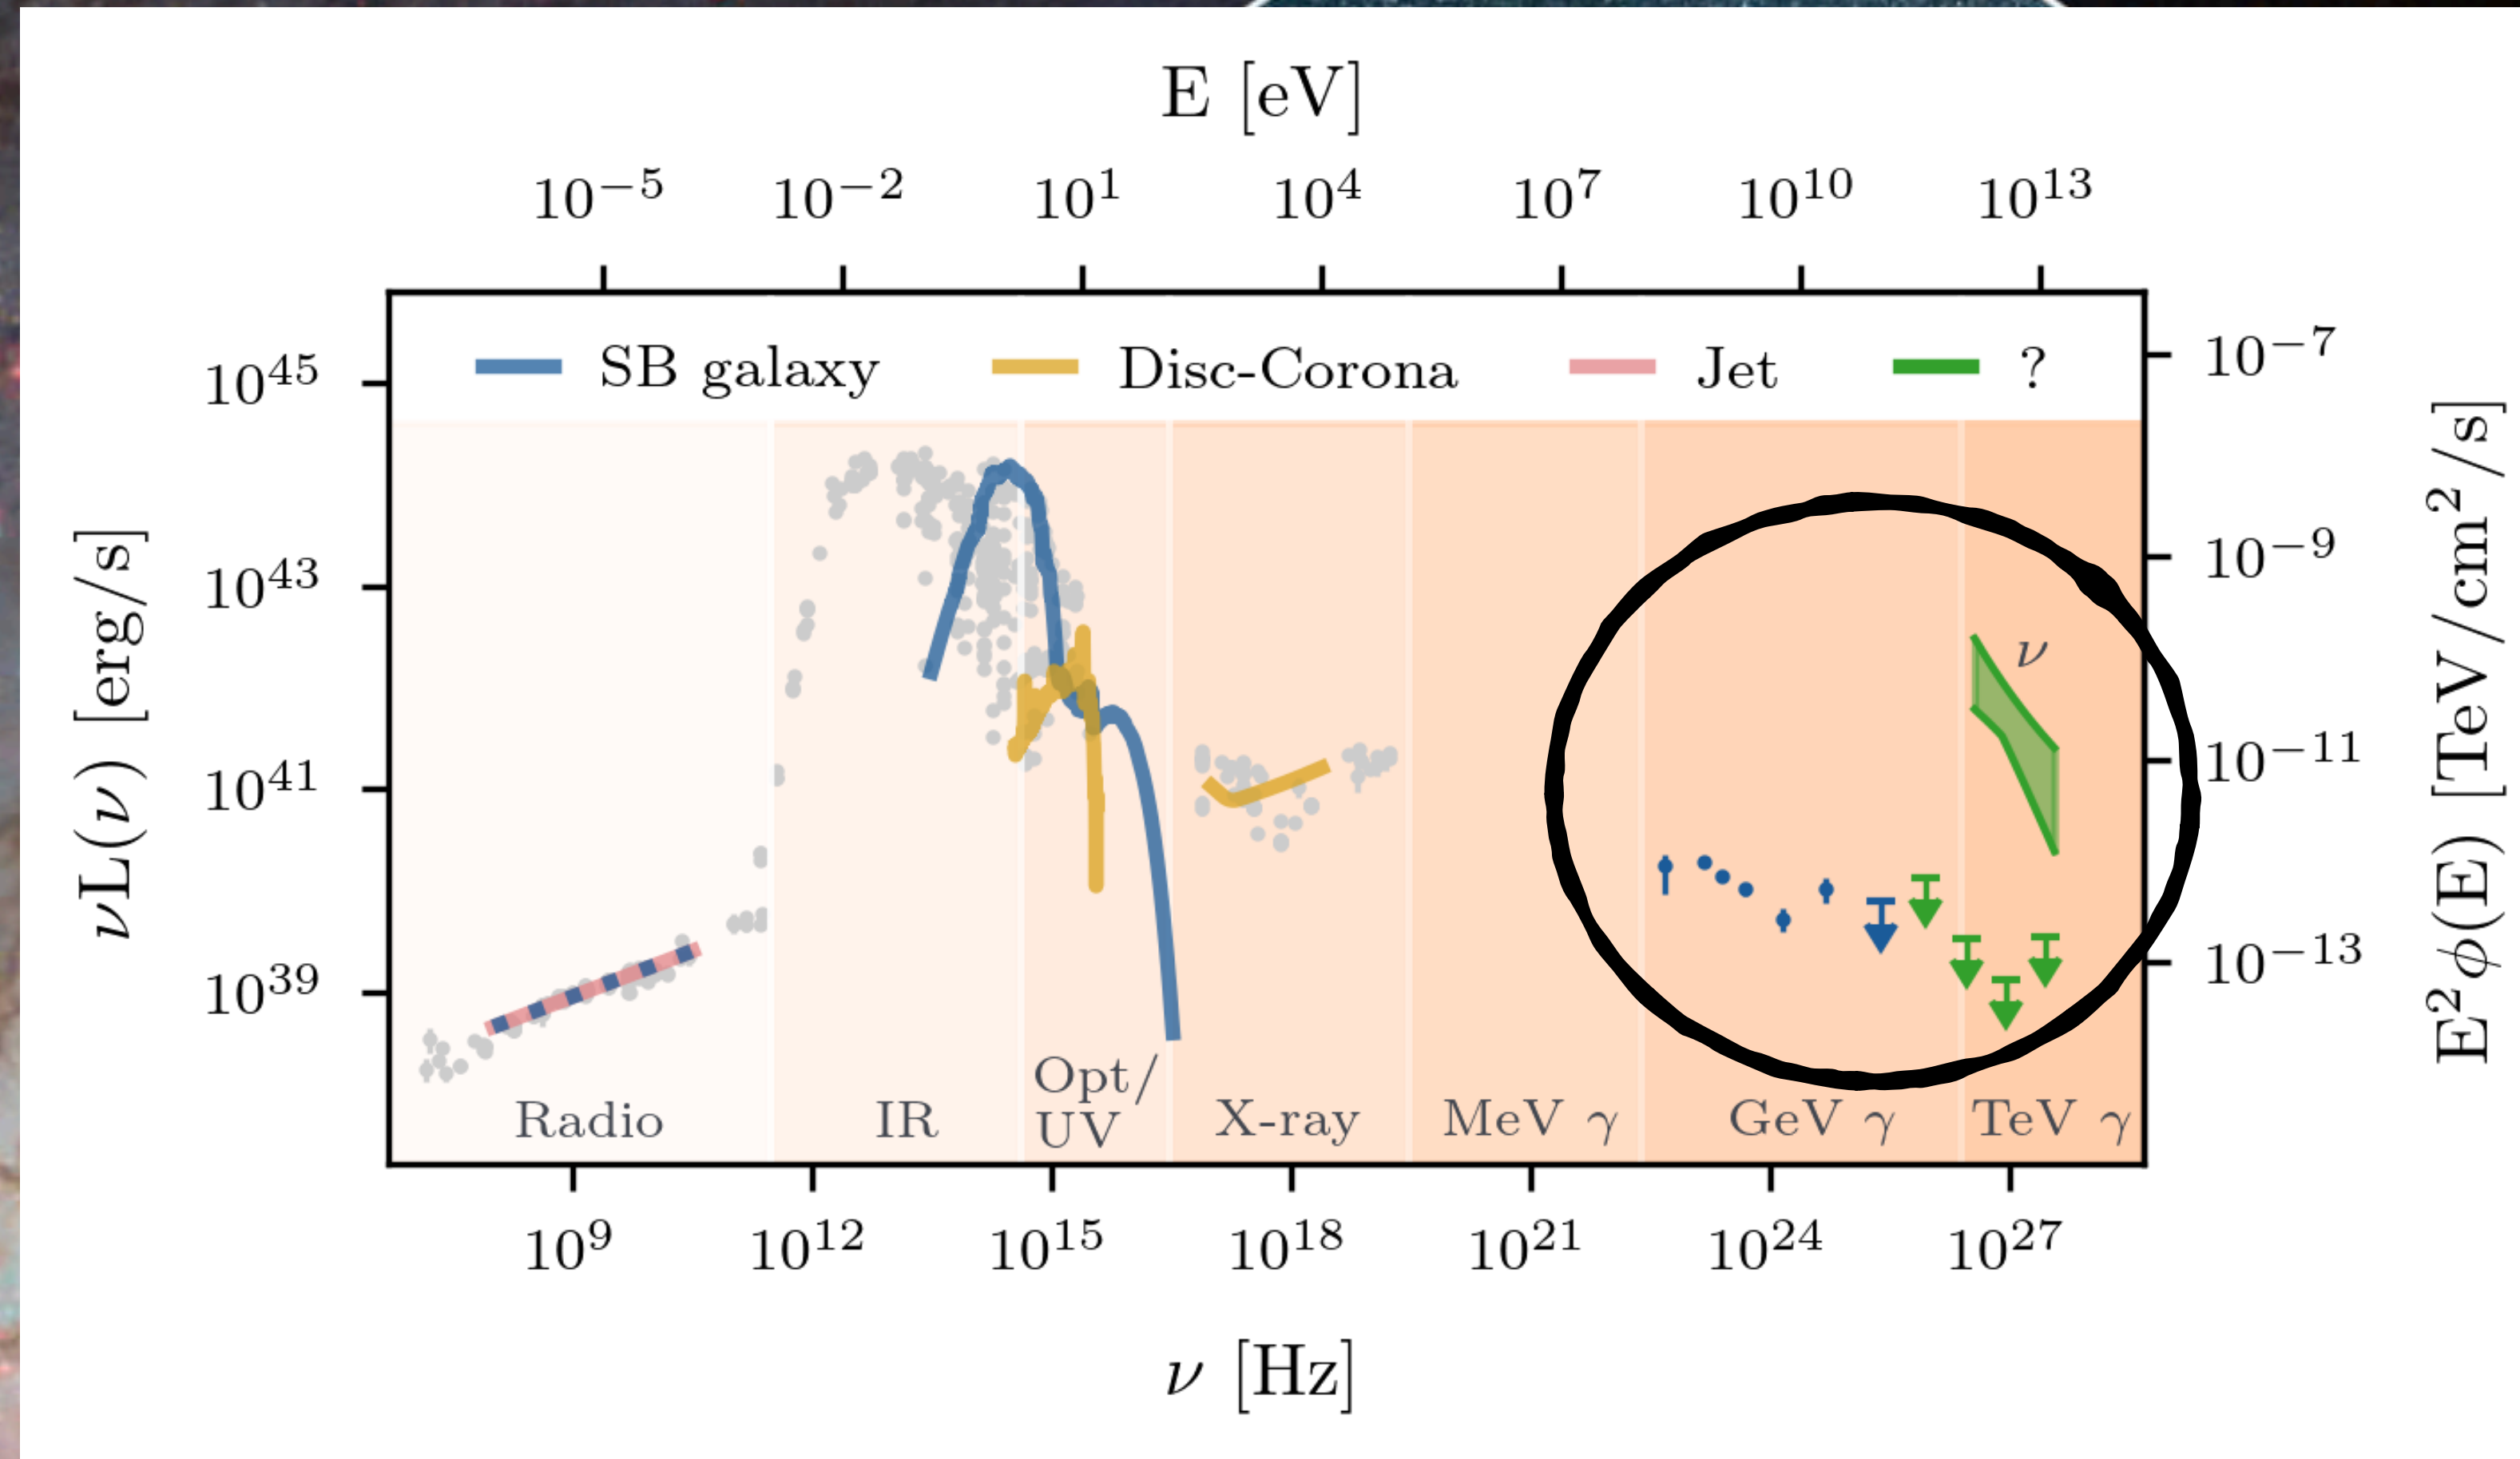 E [eV]
10⁻⁵ 10⁻² 10¹ 10⁴ 10⁷ 10¹⁰ 10¹³
SB galaxy Disc-Corona Jet ?
10⁴⁵
10⁴³
10⁴¹
10³⁹
νL(ν) [erg/s]
10⁻⁷
10⁻⁹
10⁻¹¹
10⁻¹³
E²ϕ(E) [TeV/cm²/s]
ν
Radio
IR
Opt/
UV
X-ray
MeV γ
GeV γ
TeV γ
10⁹ 10¹² 10¹⁵ 10¹⁸ 10²¹ 10²⁴ 10²⁷
ν [Hz]